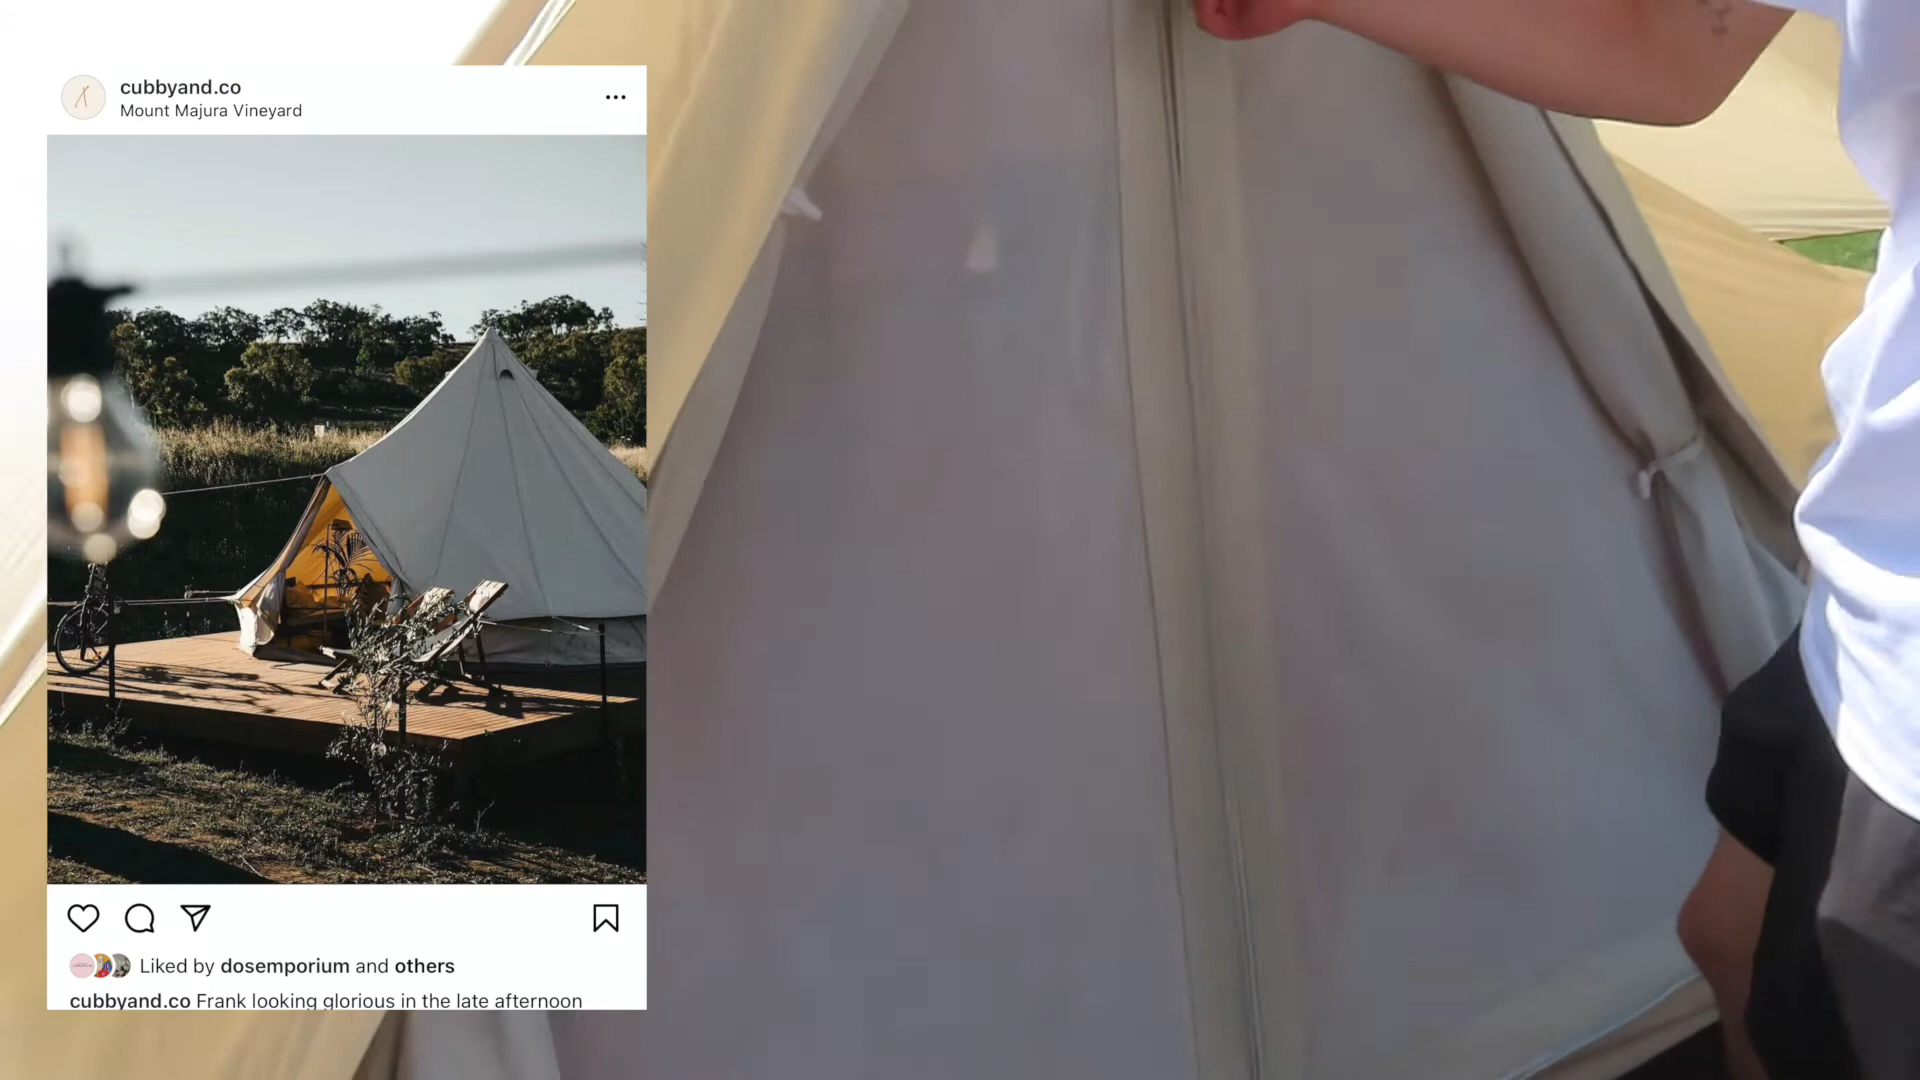 cubbyand.co
Mount Majura Vineyard
Liked by dosemporium and others
cubbyand.co Frank looking glorious in the late afternoon